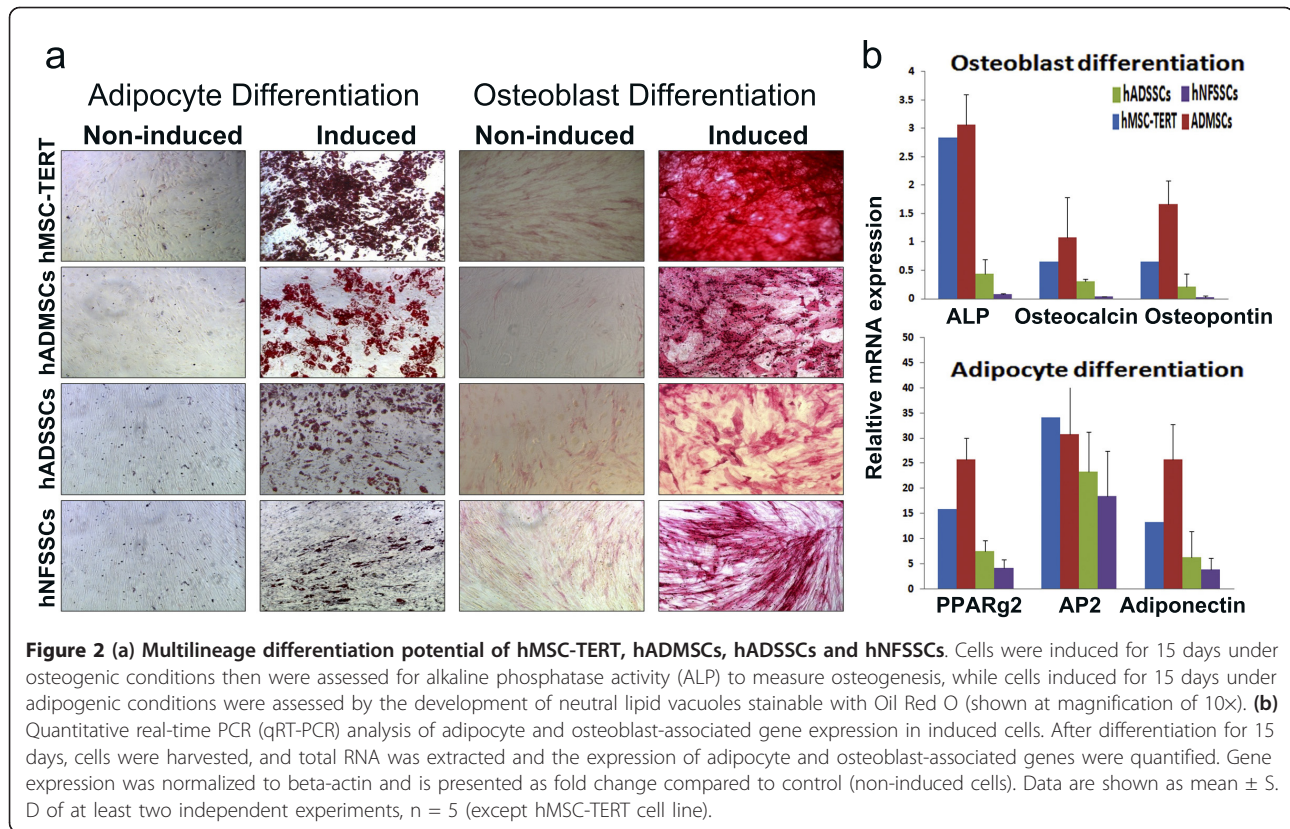 a
Adipocyte Differentiation
Osteoblast Differentiation
Non-induced
Induced
Non-induced
Induced
hMSC-TERT
hADMSCs
hADSSCs
hNFSSCs
b
Osteoblast differentiation
hADSSCs
hNFSSCs
hMSC-TERT
ADMSCs
4
3.5
3
2.5
2
1.5
1
0.5
0
ALP
Osteocalcin
Osteopontin
Relaltive mRNA expression
Adipocyte differentiation
50
45
40
35
30
25
20
15
10
5
0
PPARg2
AP2
Adiponectin
Figure 2 (a) Multilineage differentiation potential of hMSC-TERT, hADMSCs, hADSSCs and hNFSSCs. Cells were induced for 15 days under
osteogenic conditions then were assessed for alkaline phosphatase activity (ALP) to measure osteogenesis, while cells induced for 15 days under
adipogenic conditions were assessed by the development of neutral lipid vacuoles stainable with Oil Red O (shown at magnification of 10×). (b)
Quantitative real-time PCR (qRT-PCR) analysis of adipocyte and osteoblast-associated gene expression in induced cells. After differentiation for 15
days, cells were harvested, and total RNA was extracted and the expression of adipocyte and osteoblast-associated genes were quantified. Gene
expression was normalized to beta-actin and is presented as fold change compared to control (non-induced cells). Data are shown as mean ± S.
D of at least two independent experiments, n = 5 (except hMSC-TERT cell line).